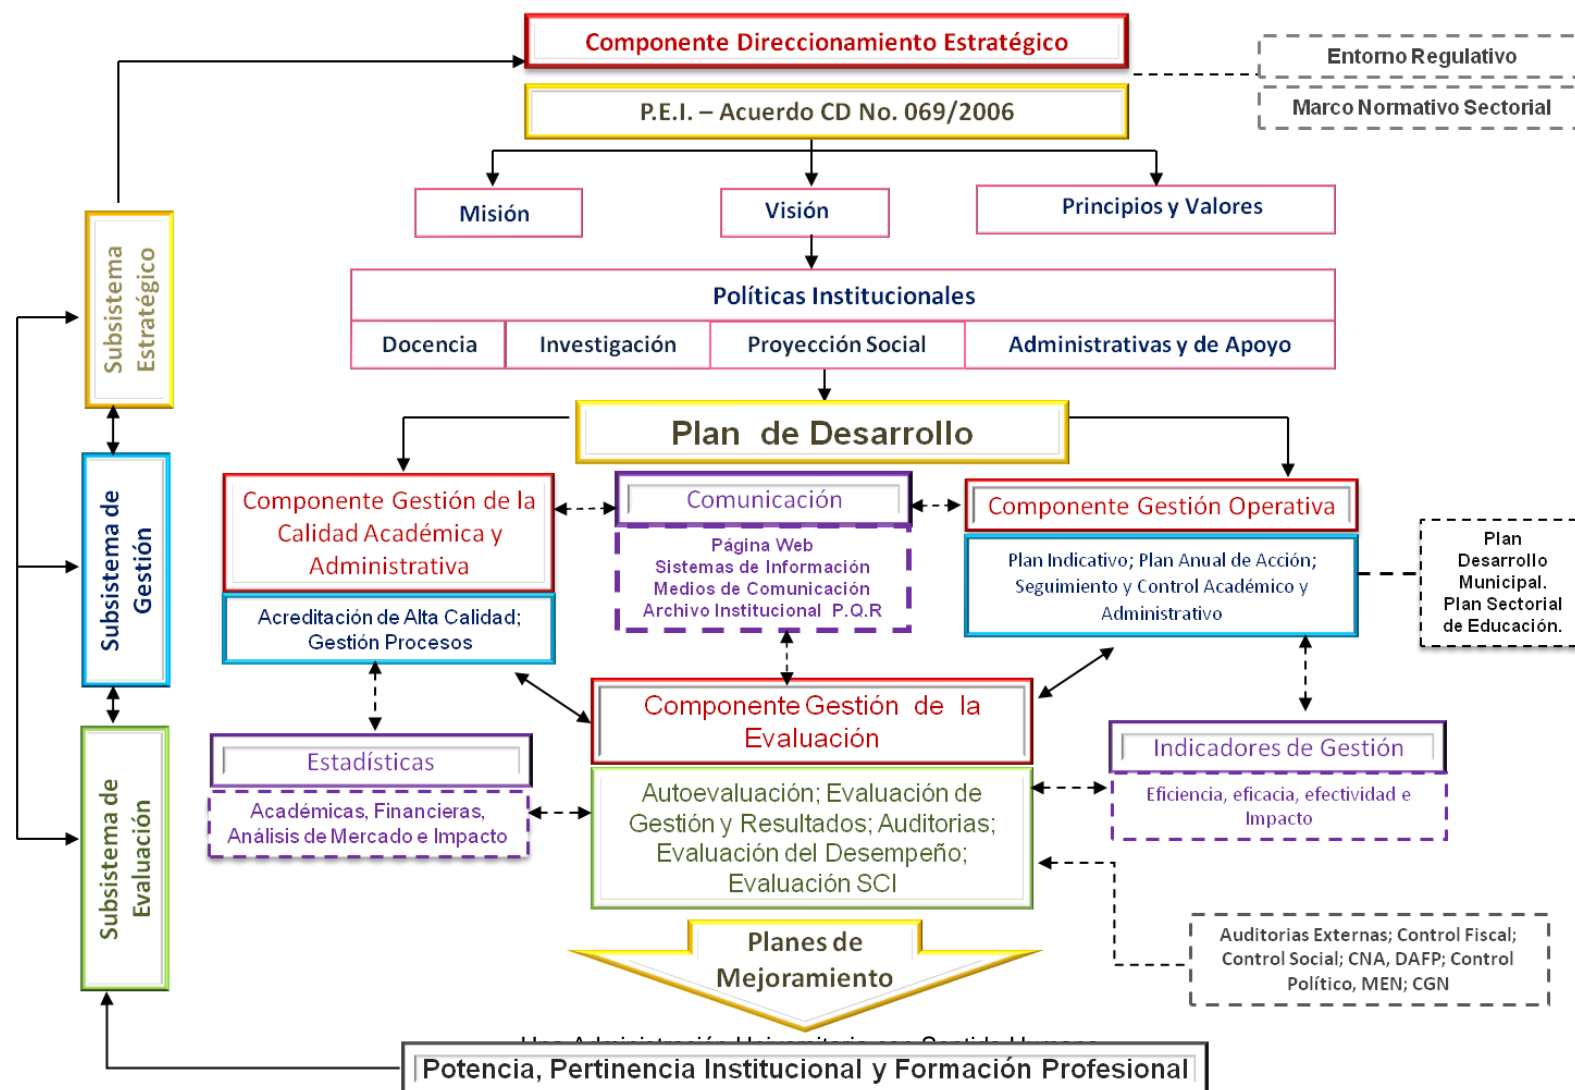 Componente Direccionamiento Estratégico
Entorno Regulativo
Marco Normativo Sectorial
P.E.I. – Acuerdo CD No. 069/2006
Misión
Visión
Principios y Valores
Políticas Institucionales
Docencia
Investigación
Proyección Social
Administrativas y de Apoyo
Subsistema
Estratégico
Plan de Desarrollo
Subsistema de
Gestión
Componente Gestión de la
Calidad Académica y
Administrativa
Acreditación de Alta Calidad;
Gestión Procesos
Comunicación
Página Web
Sistemas de Información
Medios de Comunicación
Archivo Institucional P.Q.R
Componente Gestión Operativa
Plan Indicativo; Plan Anual de Acción;
Seguimiento y Control Académico y
Administrativo
Plan
Desarrollo
Municipal.
Plan Sectorial
de Educación.
Subsistema de
Evaluación
Estadísticas
Académicas, Financieras,
Análisis de Mercado e Impacto
Componente Gestión de la
Evaluación
Autoevaluación; Evaluación de
Gestión y Resultados; Auditorias;
Evaluación del Desempeño;
Evaluación SCI
Indicadores de Gestión
Eficiencia, eficacia, efectividad e
Impacto
Auditorias Externas; Control Fiscal;
Control Social; CNA, DAFP; Control
Político, MEN; CGN
Planes de
Mejoramiento
Una Administración Universitaria con Sentido Humano
Potencia, Pertinencia Institucional y Formación Profesional